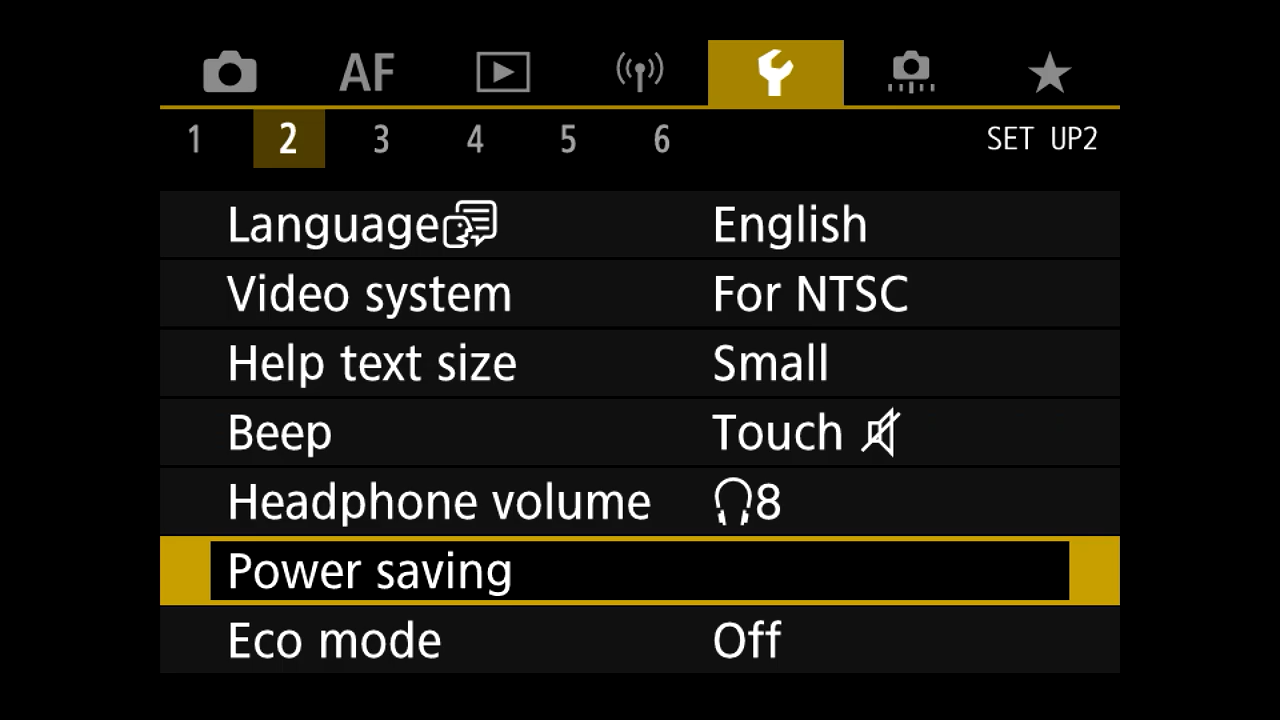 AF
1 2 3 4 5 6 SET UP2
Language English
Video system For NTSC
Help text size Small
Beep Touch
Headphone volume 8
Power saving
Eco mode Off